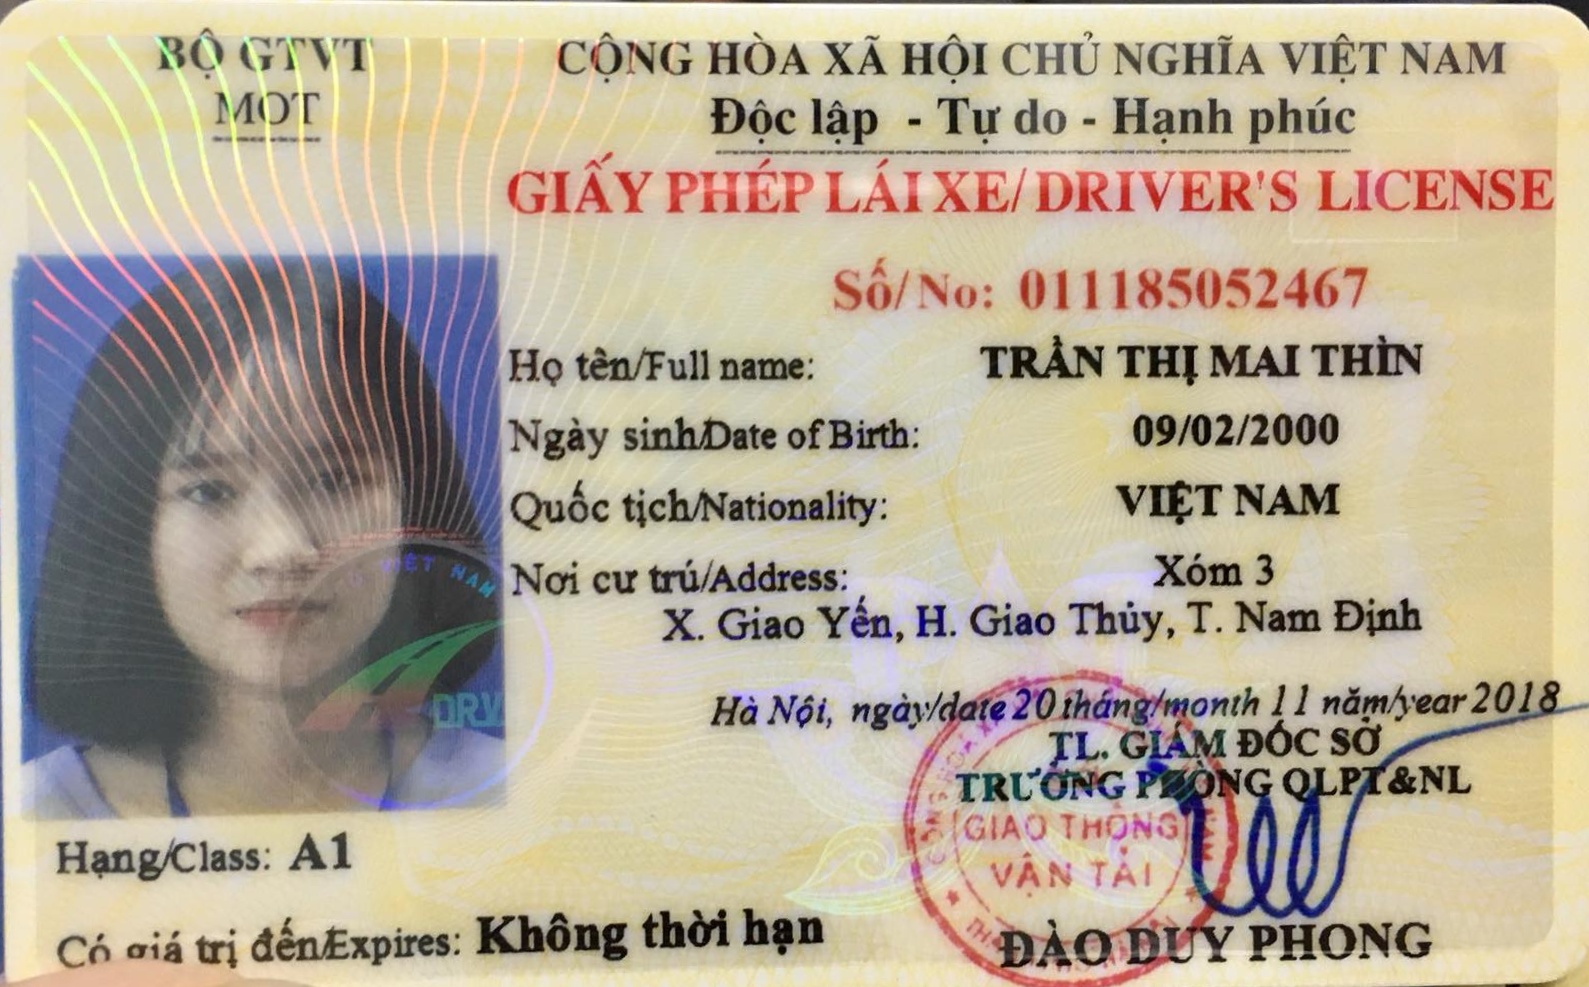 BỘ GTVT
MOT
CỘNG HÒA XÃ HỘI CHỦ NGHĨA VIỆT NAM
Độc lập - Tự do - Hạnh phúc
GIẤY PHÉP LÁI XE/ DRIVER'S LICENSE
Số/No: 011185052467
Họ tên/Full name: TRẦN THỊ MAI THÌN
Ngày sinh/Date of Birth: 09/02/2000
Quốc tịch/Nationality: VIỆT NAM
Nơi cư trú/Address: Xóm 3
X. Giao Yến, H. Giao Thủy, T. Nam Định
Hà Nội, ngày/date 20 tháng/month 11 năm/year 2018
TL. GIÁM ĐỐC SỞ
TRƯỞNG PHÒNG QLPT&NL
GIAO THÔNG
VẬN TẢI
ĐÀO DUY PHONG
VIỆT NAM
DRV
Hạng/Class: A1
Có giá trị đến/Expires: Không thời hạn